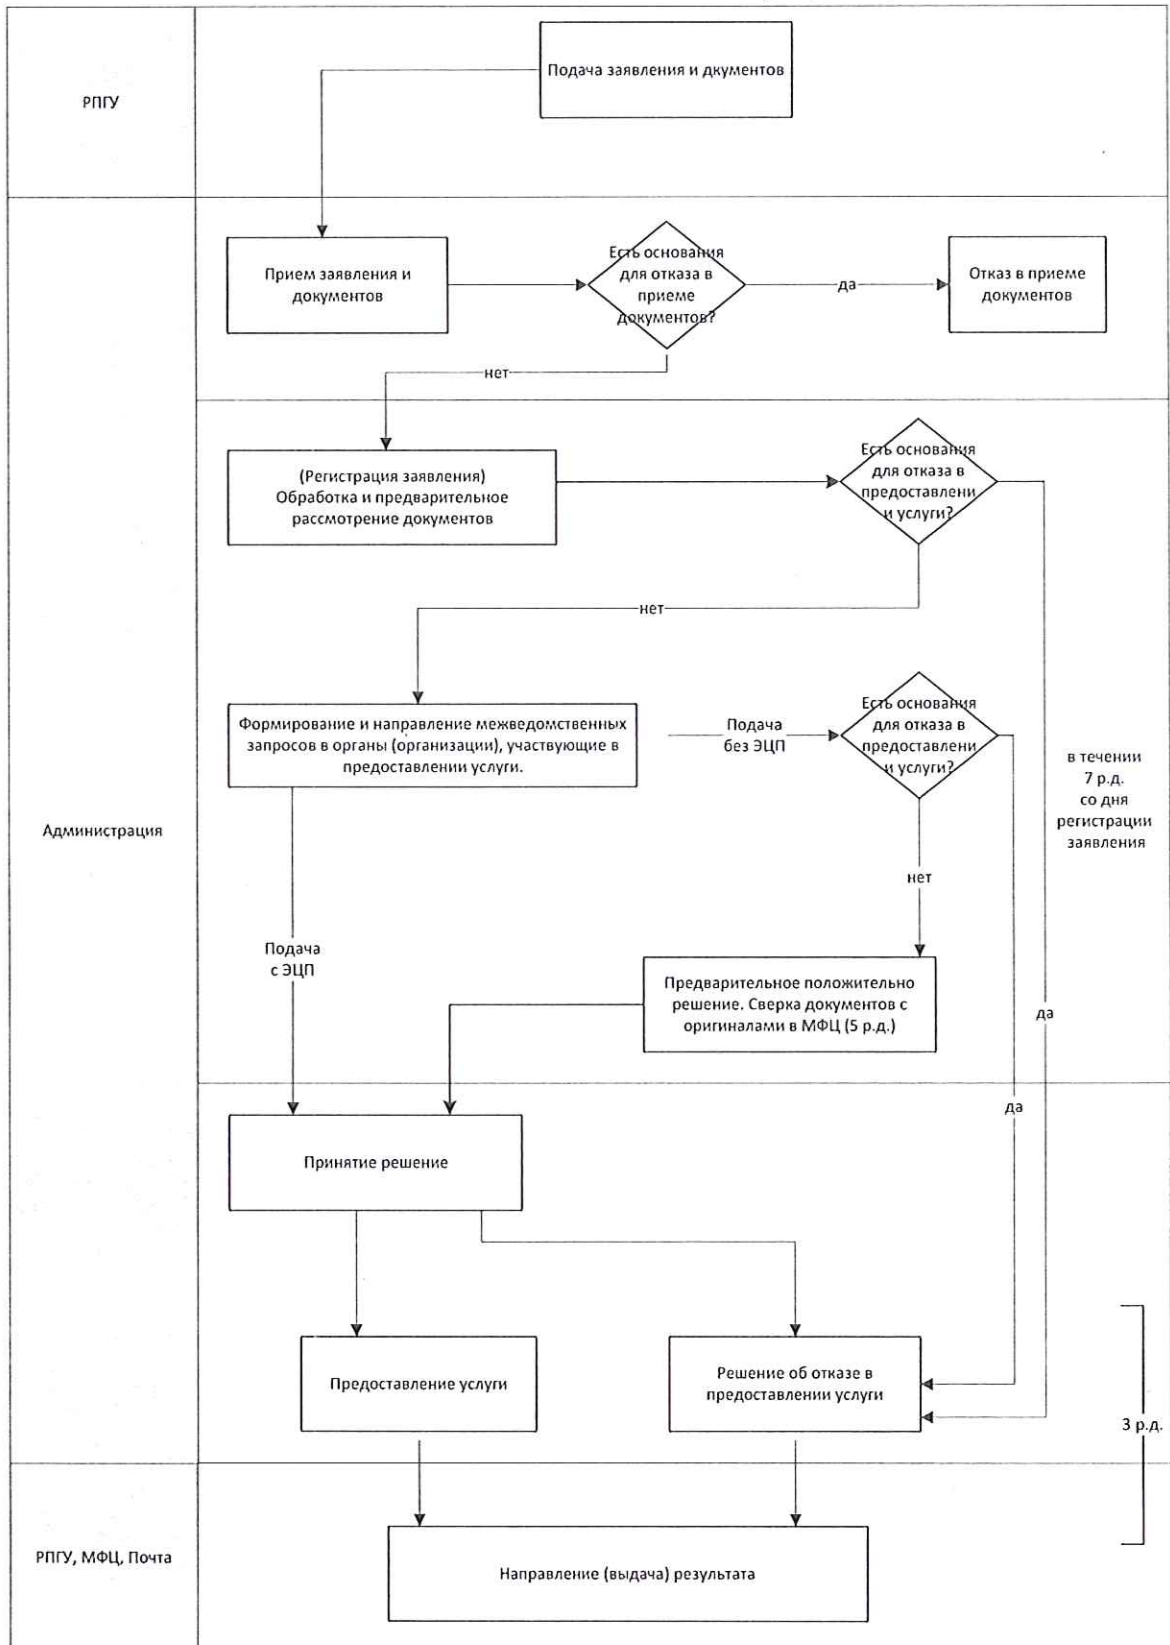 РПГУ
Подача заявления и дкументов
Прием заявления и
документов
Есть основания
для отказа в
приеме
документов?
да
Отказ в приеме
документов
нет
(Регистрация заявления)
Обработка и предварительное
рассмотрение документов
Есть основания
для отказа в
предоставлени
и услуги?
нет
Администрация
Формирование и направление межведомственных
запросов в органы (организации), участвующие в
предоставлении услуги.
Подача
без ЭЦП
Есть основания
для отказа в
предоставлени
и услуги?
в течении
7 р.д.
со дня
регистрации
заявления
нет
Подача
с ЭЦП
Предварительное положительно
решение. Сверка документов с
оригиналами в МФЦ (5 р.д.)
да
да
Принятие решение
Предоставление услуги
Решение об отказе в
предоставлении услуги
3 р.д.
РПГУ, МФЦ, Почта
Направление (выдача) результата